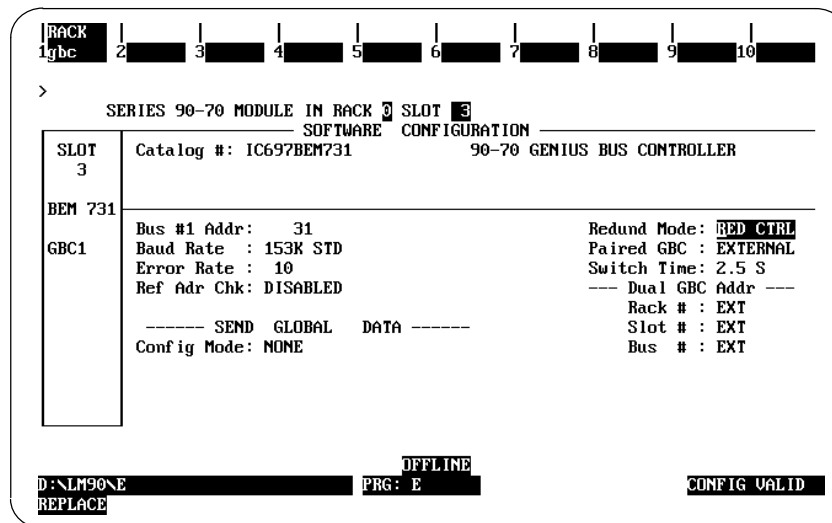 RACK
1gbc 2 3 4 5 6 7 8 9 10
>
SERIES 90-70 MODULE IN RACK 0 SLOT 3
SOFTWARE CONFIGURATION
SLOT Catalog #: IC697BEM731 90-70 GENIUS BUS CONTROLLER
3
BEM 731
Bus #1 Addr: 31 Redund Mode: RED CTRL
GBC1 Baud Rate : 153K STD Paired GBC : EXTERNAL
Error Rate : 10 Switch Time: 2.5 S
Ref Adr Chk: DISABLED --- Dual GBC Addr ---
Rack # : EXT
------ SEND GLOBAL DATA ------ Slot # : EXT
Config Mode: NONE Bus # : EXT
OFFLINE
D:\LM90\E PRG: E CONFIG VALID
REPLACE